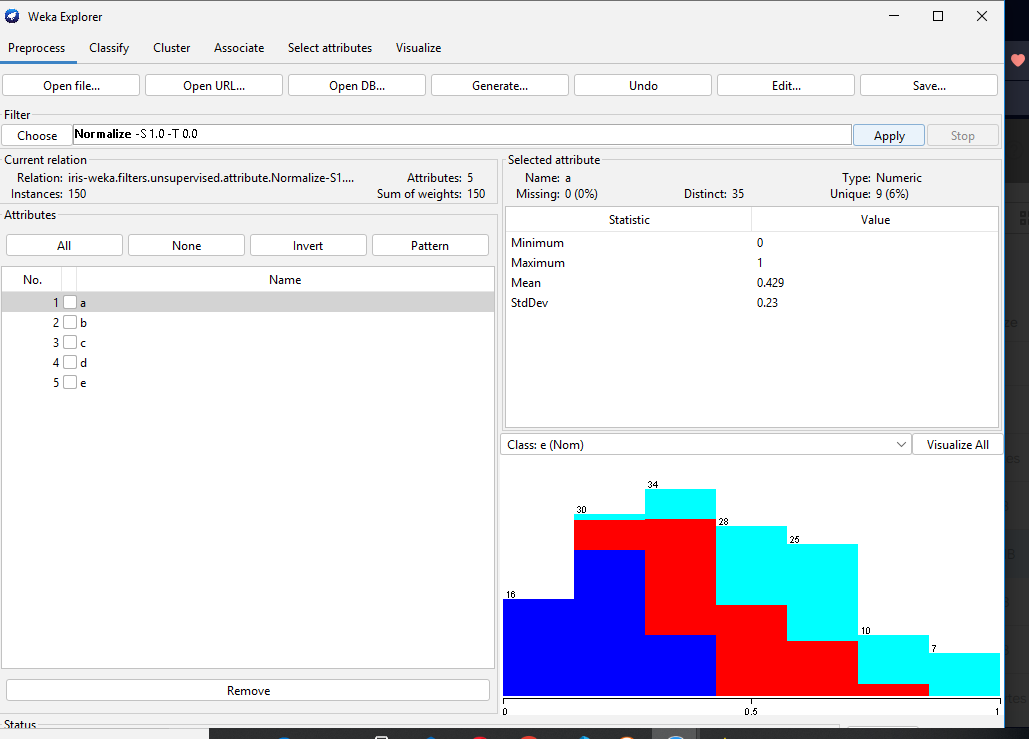 Weka Explorer
Preprocess Classify Cluster Associate Select attributes Visualize
Open file... Open URL... Open DB... Generate... Undo Edit... Save...
Filter
Choose Normalize -S 1.0 -T 0.0 Apply Stop
Current relation
Relation: iris-weka.filters.unsupervised.attribute.Normalize-S1.... Attributes: 5
Instances: 150 Sum of weights: 150
Attributes
All None Invert Pattern
No. Name
1 a
2 b
3 c
4 d
5 e
Remove
Status
Selected attribute
Name: a Type: Numeric
Missing: 0 (0%) Distinct: 35 Unique: 9 (6%)
Statistic Value
Minimum 0
Maximum 1
Mean 0.429
StdDev 0.23
Class: e (Nom) Visualize All
34
30
28
25
16
10
7
0 0.5 1